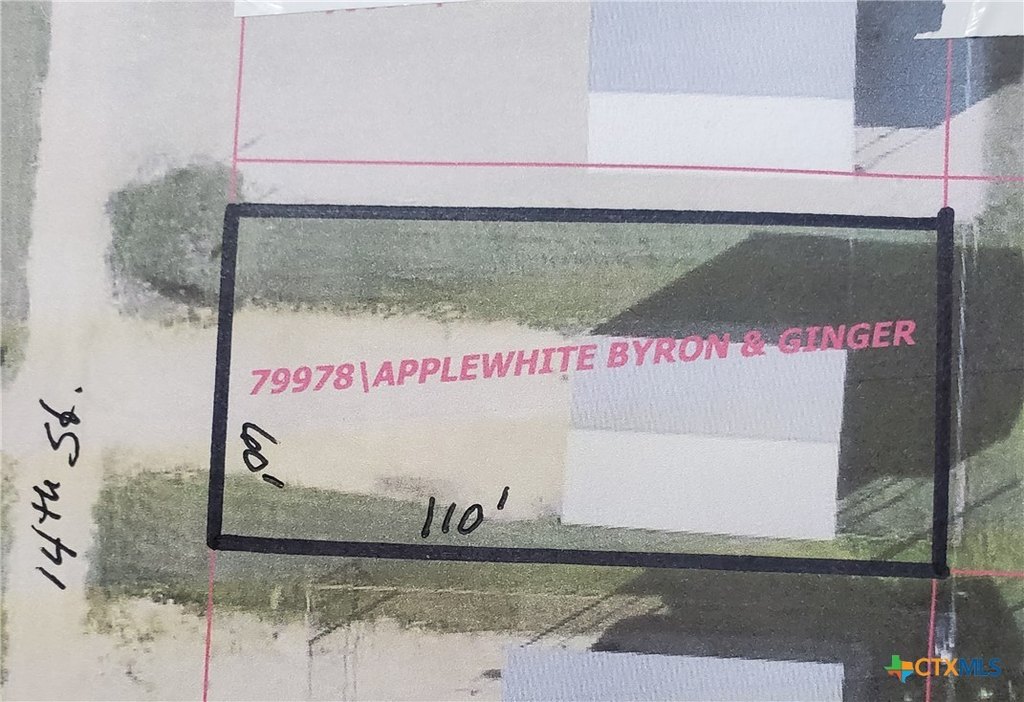 79978\APPLEWHITE BYRON & GINGER
60'
110'
14th St.
CTXMLS